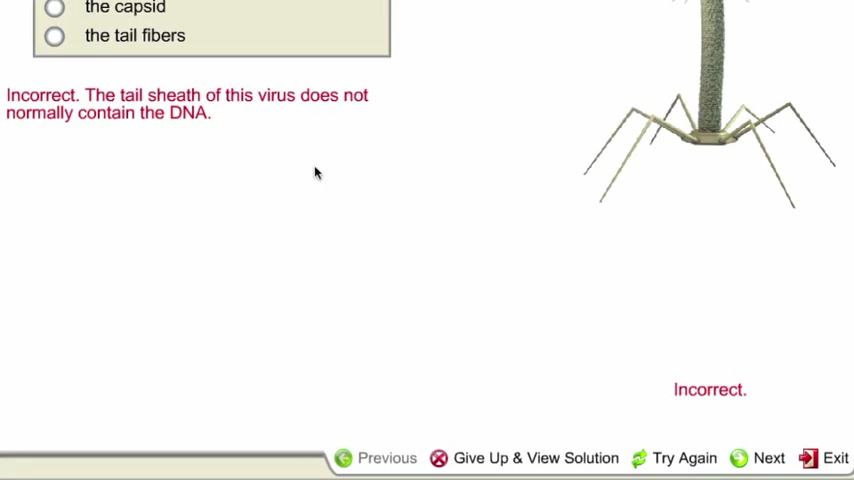 the capsid
the tail fibers
Incorrect. The tail sheath of this virus does not
normally contain the DNA.
Incorrect.
Previous Give Up & View Solution Try Again Next Exit